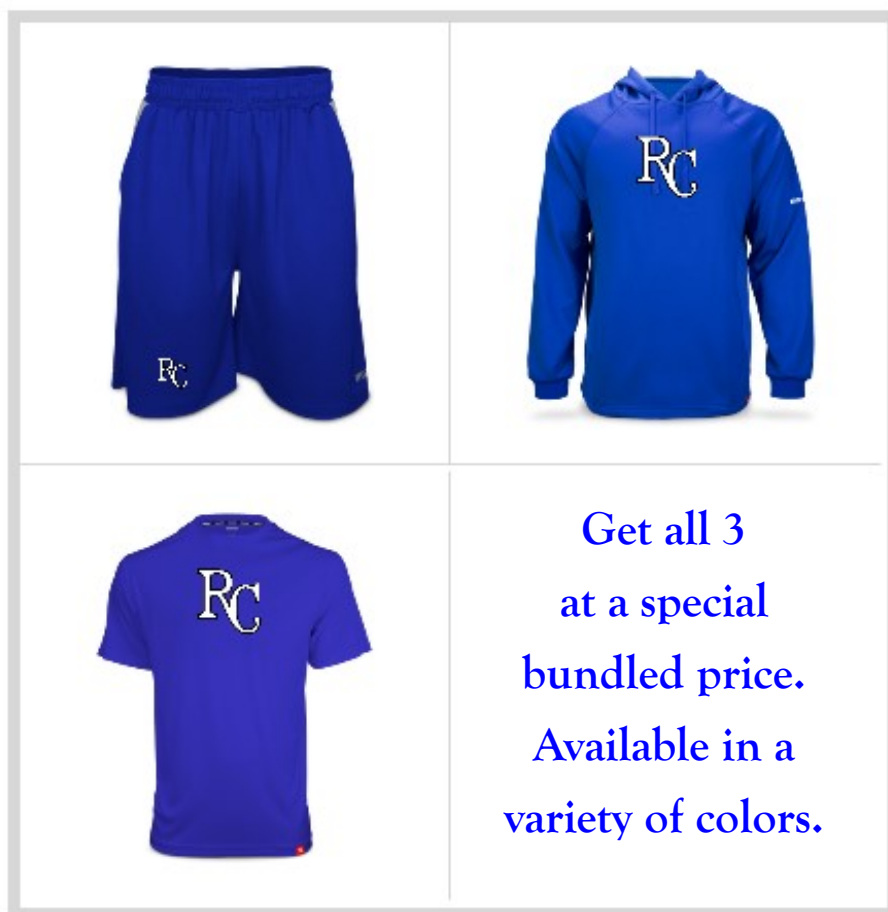 RC
RC
RC
Get all 3
at a special
bundled price.
Available in a
variety of colors.